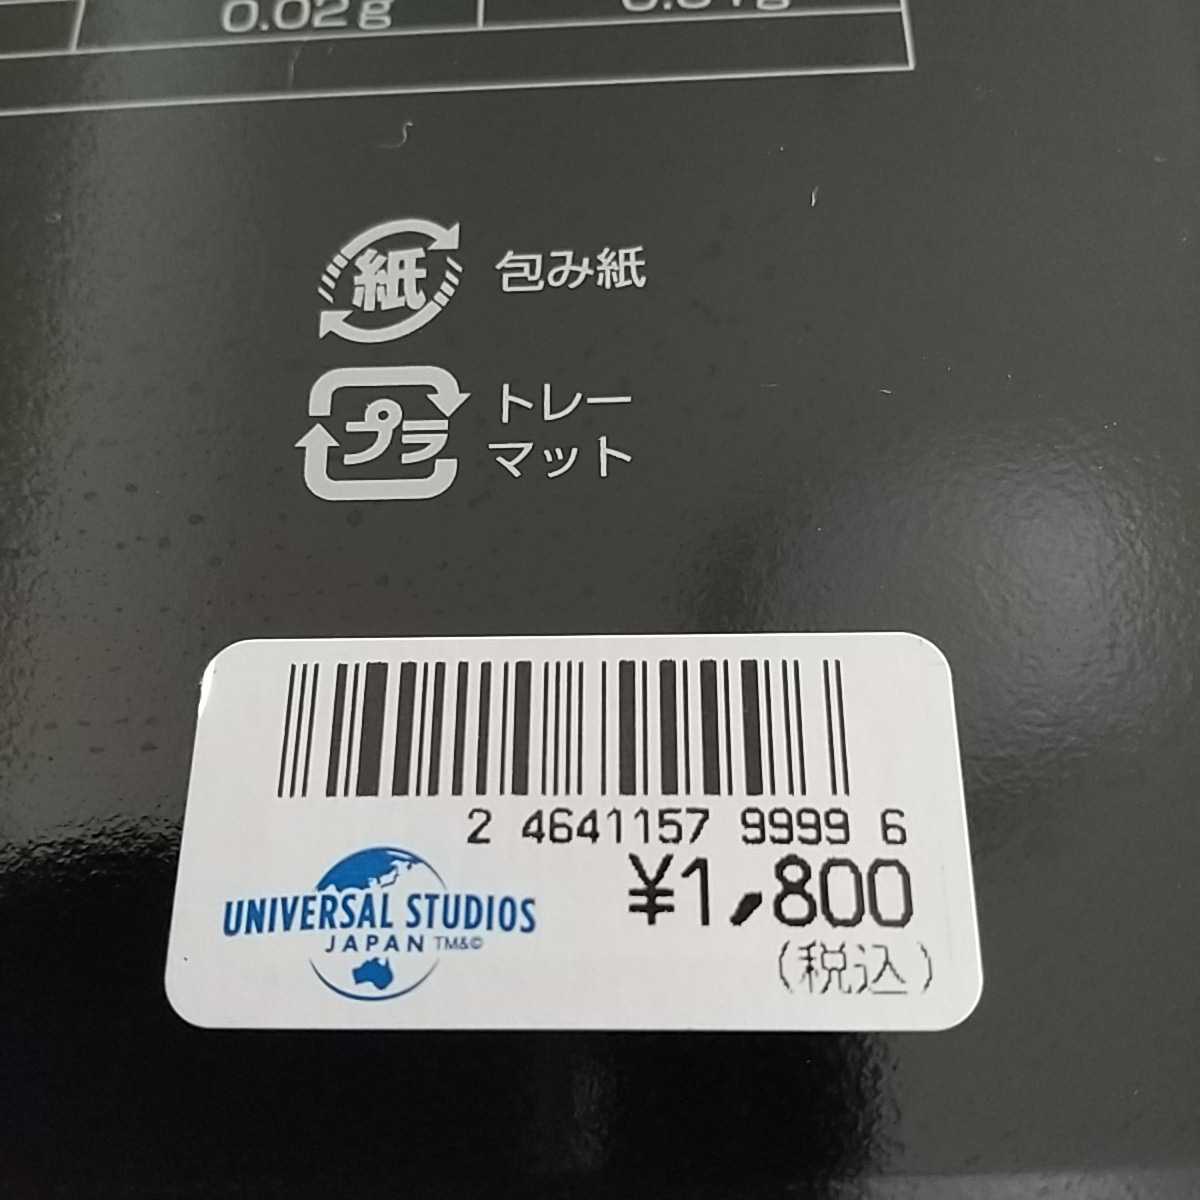 0.02g
紙 包み紙
プラ トレー
マット
2 4641157 9999 6
¥1,800
(税込)
UNIVERSAL STUDIOS
JAPAN TM&©